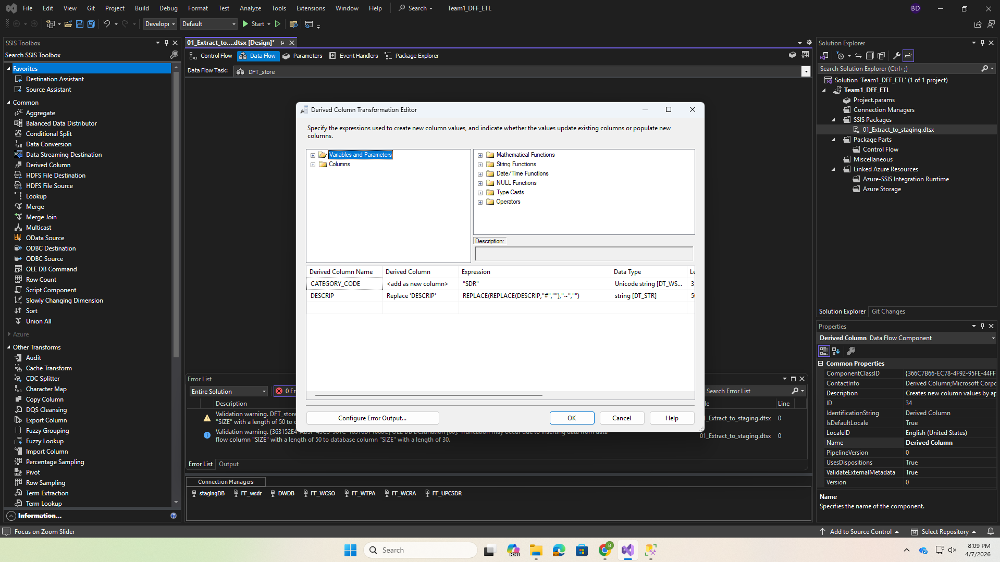 File Edit View Git Project Build Debug Format Test Analyze Tools Extensions Window Help Search Team1_DFF_ETL BD
Develop Default Start
SSIS Toolbox
Search SSIS Toolbox
Favorites
Destination Assistant
Source Assistant
Common
Aggregate
Balanced Data Distributor
Conditional Split
Data Conversion
Data Streaming Destination
Derived Column
HDFS File Destination
HDFS File Source
Lookup
Merge
Merge Join
Multicast
OData Source
ODBC Destination
ODBC Source
OLE DB Command
Row Count
Script Component
Slowly Changing Dimension
Sort
Union All
Azure
Other Transforms
Audit
Cache Transform
CDC Splitter
Character Map
Copy Column
DQS Cleansing
Export Column
Fuzzy Grouping
Fuzzy Lookup
Import Column
Percentage Sampling
Pivot
Row Sampling
Term Extraction
Term Lookup
Information...
01_Extract_to....dtsx [Design]*
Control Flow Data Flow Parameters Event Handlers Package Explorer
Data Flow Task: DFT_store
Derived Column Transformation Editor
Specify the expressions used to create new column values, and indicate whether the values update existing columns or populate new
columns.
Variables and Parameters
Columns
Mathematical Functions
String Functions
Date/Time Functions
NULL Functions
Type Casts
Operators
Description:
Derived Column Name Derived Column Expression Data Type Le
CATEGORY_CODE <add as new column> "SDR" Unicode string [DT_WS... 3
DESCRIP Replace 'DESCRIP' REPLACE(REPLACE(DESCRIP,"#",""),"~","") string [DT_STR]
Configure Error Output... OK Cancel Help
Error List
Entire Solution 0 Er Search Error List
Description Line
Validation warning. DFT_store
"SIZE" with a length of 50 to 01_Extract_to_staging.dtsx 0
Validation warning.
01_Extract_to_staging.dtsx 0
flow column "SIZE" with a length of 50 to database column "SIZE" with a length of 30.
Error List Output
Connection Managers
stagingDB FF_wsdr DWDB FF_WCSO FF_WTPA FF_WCRA FF_UPCSDR
Solution Explorer
Search Solution Explorer (Ctrl+;)
Solution 'Team1_DFF_ETL' (1 of 1 project)
Team1_DFF_ETL
Project.params
Connection Managers
SSIS Packages
01_Extract_to_staging.dtsx
Package Parts
Control Flow
Miscellaneous
Linked Azure Resources
Azure-SSIS Integration Runtime
Azure Storage
Solution Explorer Git Changes
Properties
Derived Column Data Flow Component
Common Properties
ComponentClassID {366C7B66-EC78-4F92-95FE-44FF
ContactInfo Derived Column;Microsoft Corpo
Description Creates new column values by ap
ID 34
IdentificationString Derived Column
IsDefaultLocale True
LocaleID English (United States)
Name Derived Column
PipelineVersion 0
UsesDispositions True
ValidateExternalMetadata True
Version 0
Name
Specifies the name of the component.
Focus on Zoom Slider Add to Source Control Select Repository
Search 8:09 PM
4/7/2026